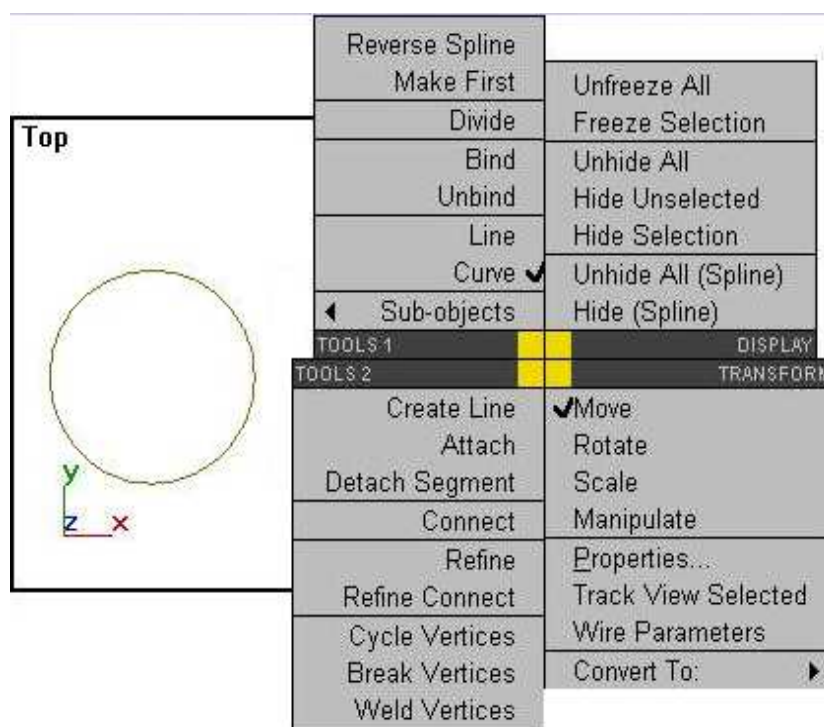 Top
Reverse Spline
Make First
Divide
Bind
Unbind
Line
Curve
Sub-objects
TOOLS 1
Unfreeze All
Freeze Selection
Unhide All
Hide Unselected
Hide Selection
Unhide All (Spline)
Hide (Spline)
DISPLAY
TOOLS 2
Create Line
Attach
Detach Segment
Connect
Refine
Refine Connect
Cycle Vertices
Break Vertices
Weld Vertices
TRANSFORM
Move
Rotate
Scale
Manipulate
Properties...
Track View Selected
Wire Parameters
Convert To:
y
z x